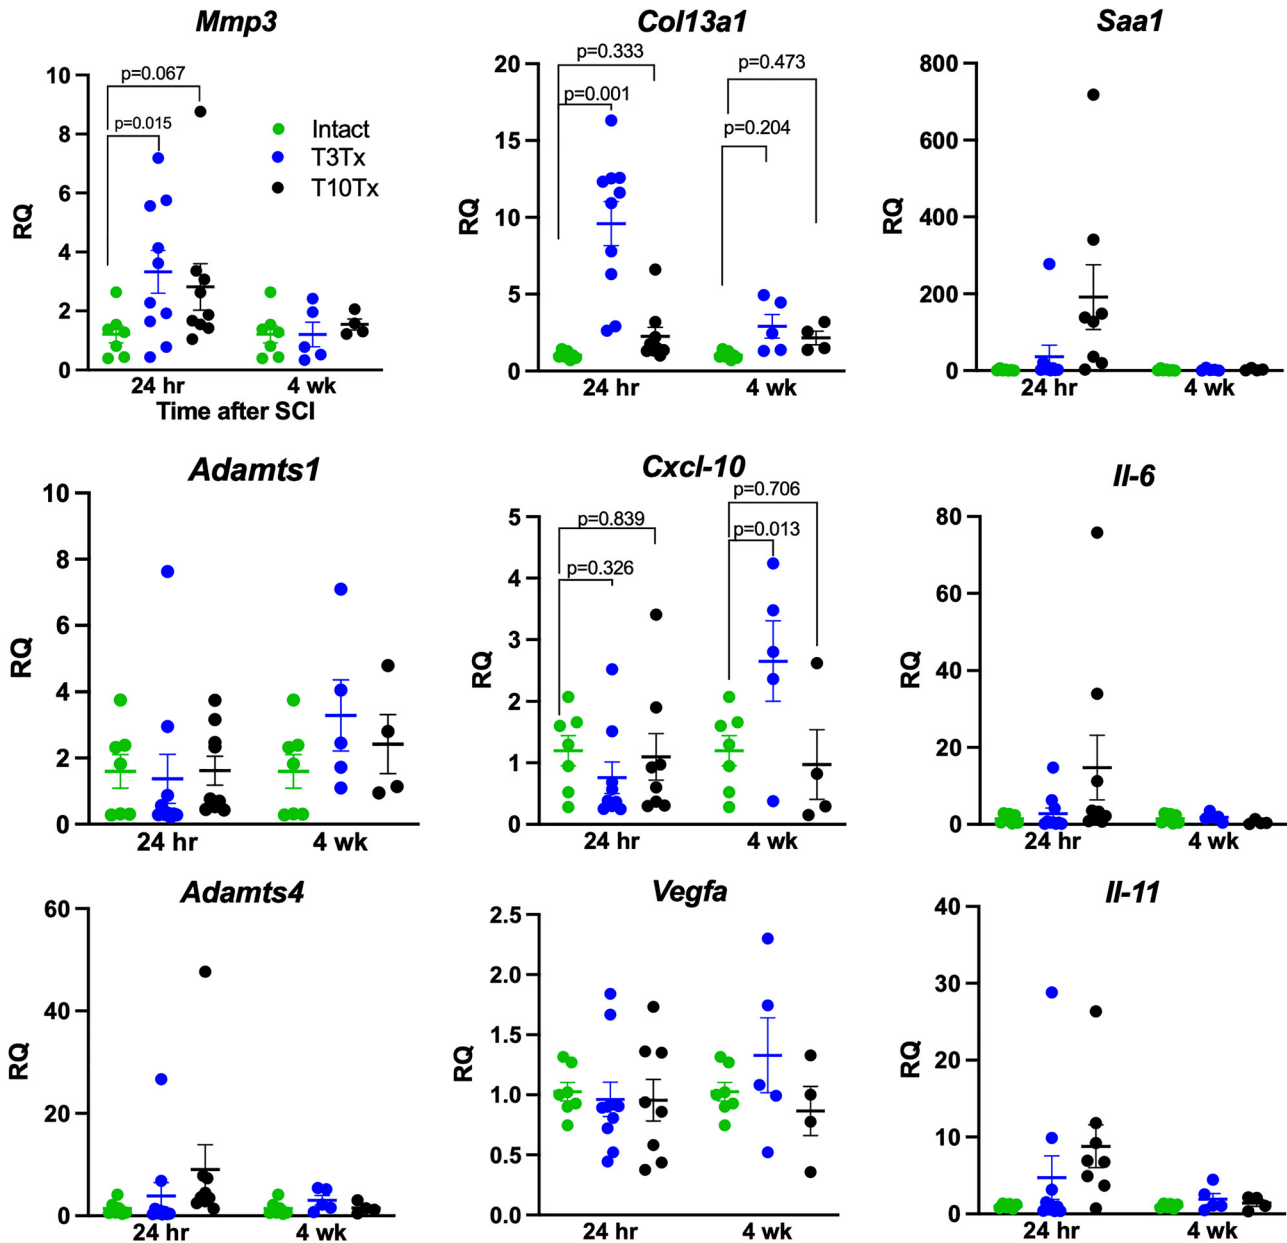 Mmp3
10
8
6
4
2
0
RQ
p=0.067
p=0.015
Intact
T3Tx
T10Tx
24 hr
4 wk
Time after SCI
Col13a1
20
15
10
5
0
RQ
p=0.333
p=0.001
p=0.473
p=0.204
24 hr
4 wk
Saa1
800
600
400
200
0
RQ
24 hr
4 wk
Adamts1
10
8
6
4
2
0
RQ
24 hr
4 wk
Cxcl-10
5
4
3
2
1
0
RQ
p=0.839
p=0.326
p=0.706
p=0.013
24 hr
4 wk
Il-6
80
60
40
20
0
RQ
24 hr
4 wk
Adamts4
60
40
20
0
RQ
24 hr
4 wk
Vegfa
2.5
2.0
1.5
1.0
0.5
0.0
RQ
24 hr
4 wk
Il-11
40
30
20
10
0
RQ
24 hr
4 wk